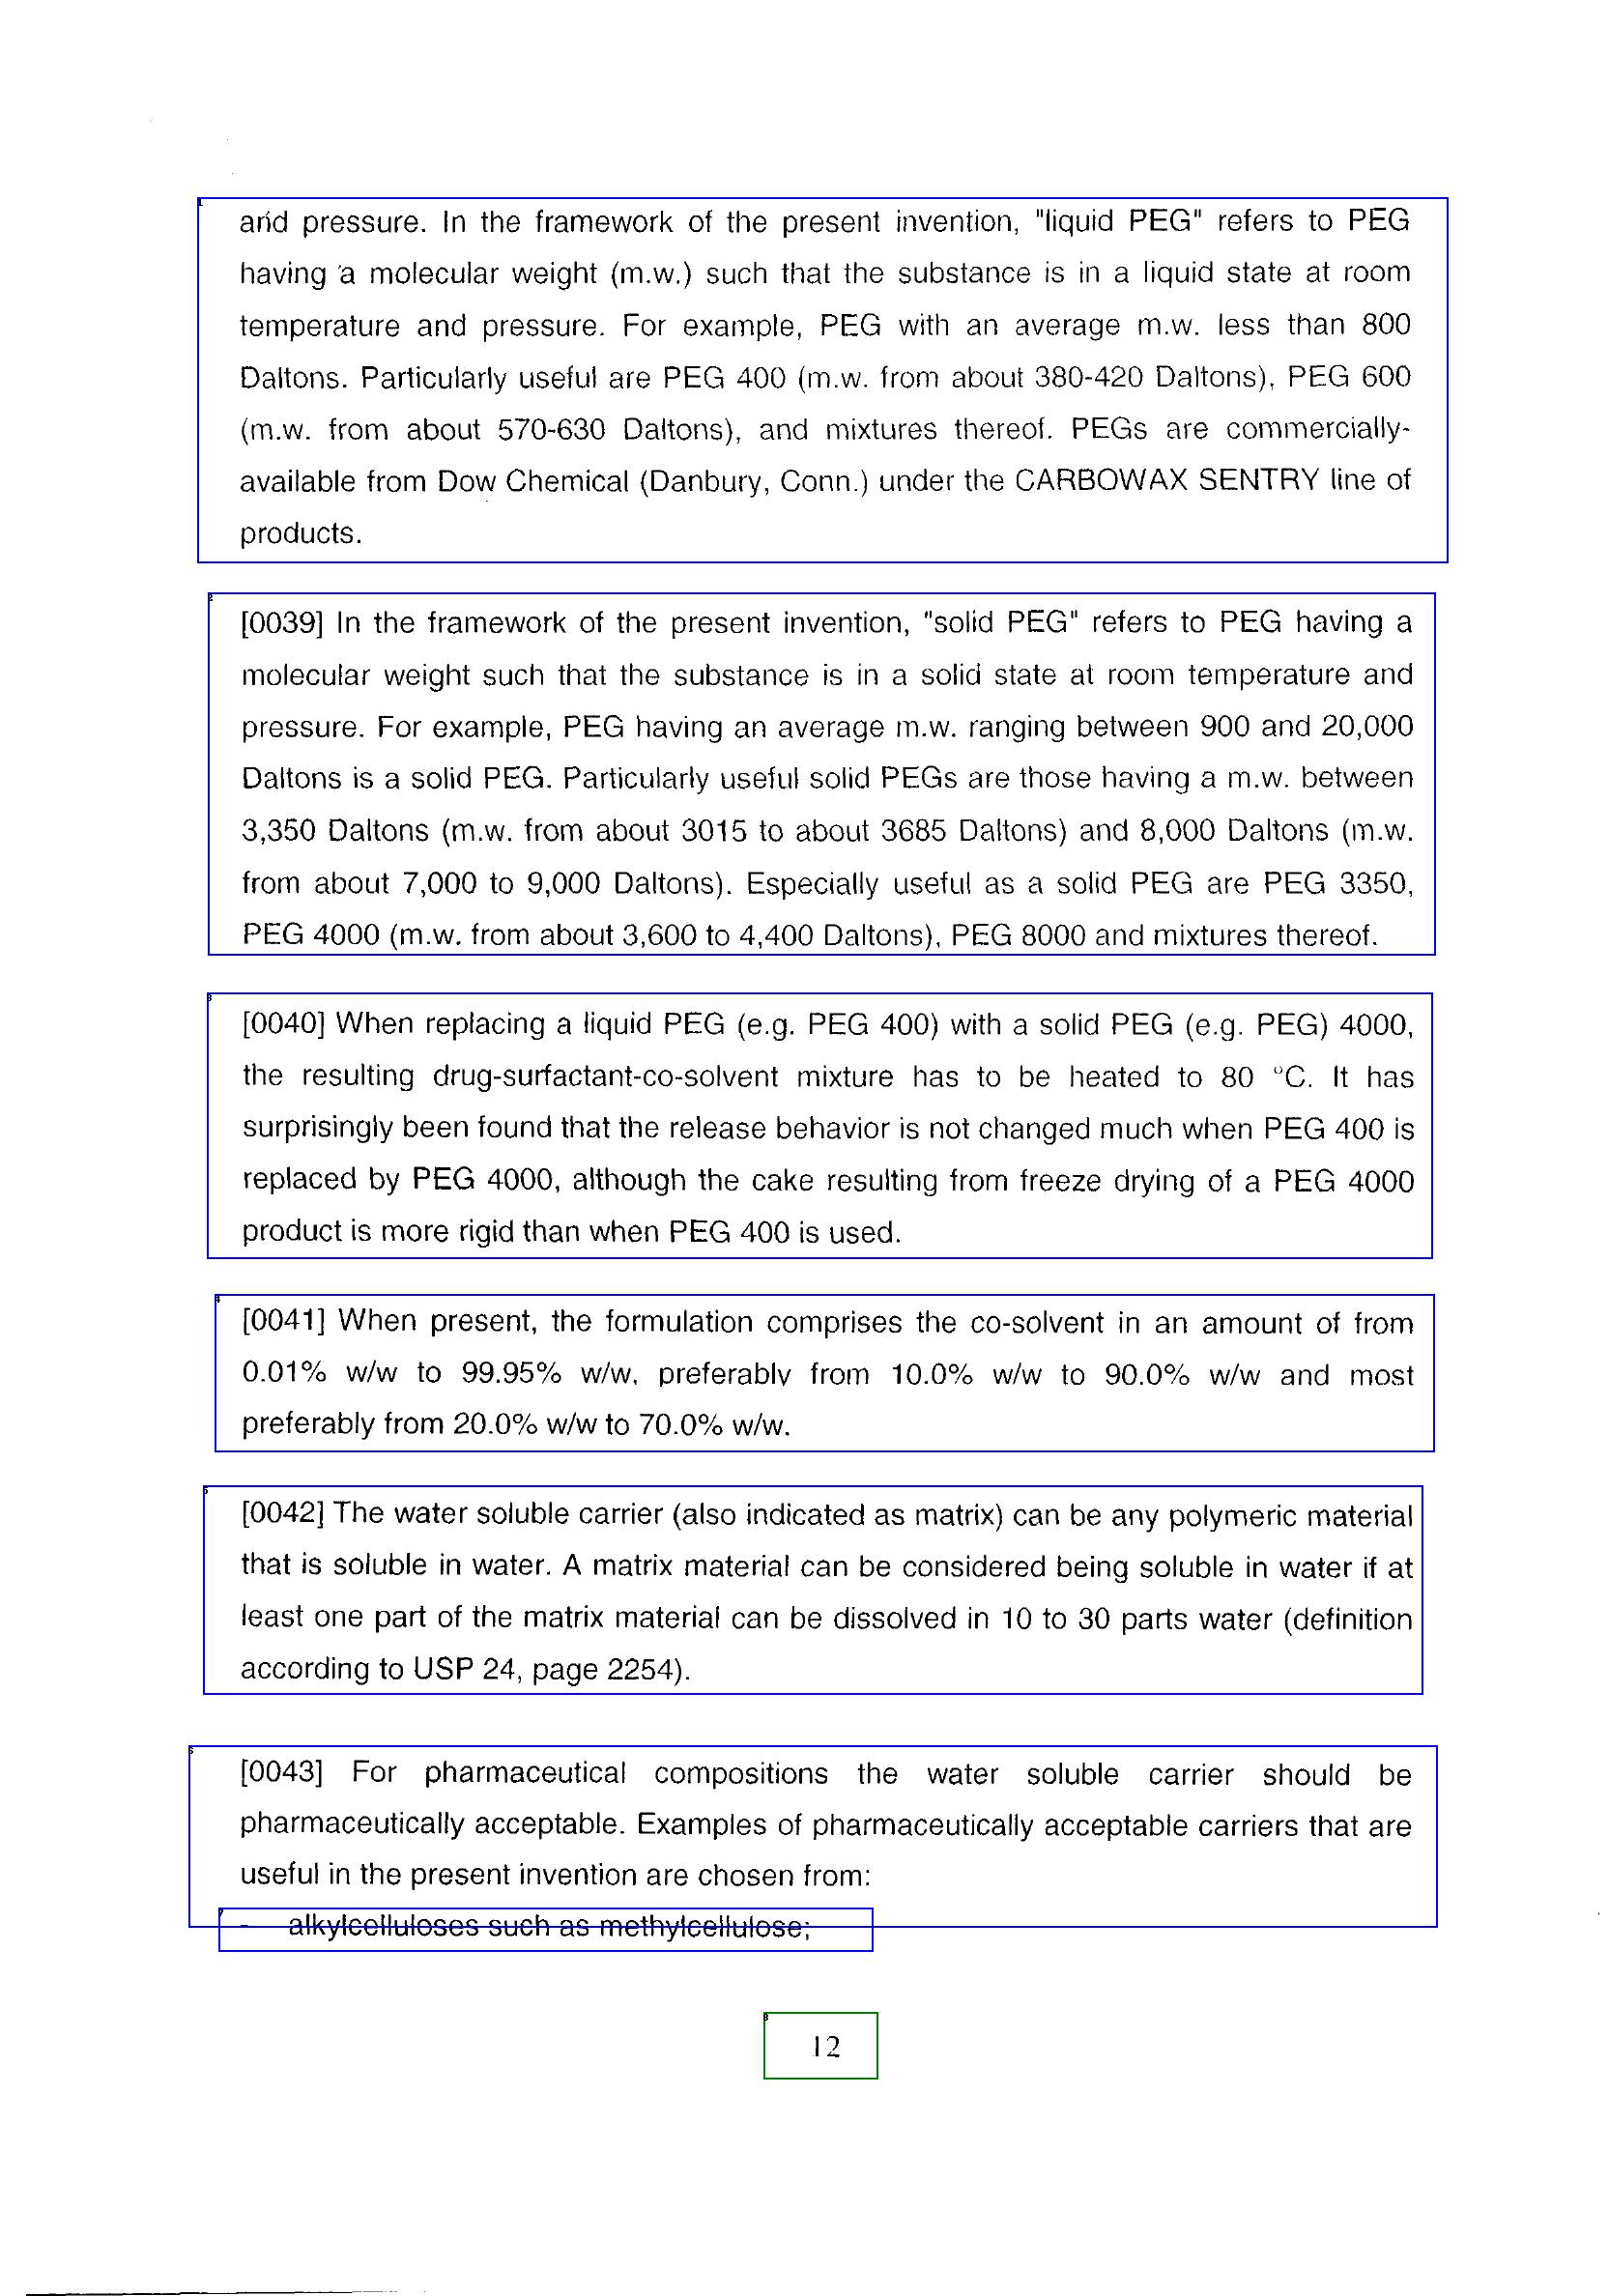 and pressure. In the framework of the present invention, "liquid PEG" refers to PEG
having a molecular weight (m.w.) such that the substance is in a liquid state at room
temperature and pressure. For example, PEG with an average m.w. less than 800
Daltons. Particularly useful are PEG 400 (m.w. from about 380-420 Daltons), PEG 600
(m.w. from about 570-630 Daltons), and mixtures thereof. PEGs are commercially-
available from Dow Chemical (Danbury, Conn.) under the CARBOWAX SENTRY line of
products.
[0039] In the framework of the present invention, "solid PEG" refers to PEG having a
molecular weight such that the substance is in a solid state at room temperature and
pressure. For example, PEG having an average m.w. ranging between 900 and 20,000
Daltons is a solid PEG. Particularly useful solid PEGs are those having a m.w. between
3,350 Daltons (m.w. from about 3015 to about 3685 Daltons) and 8,000 Daltons (m.w.
from about 7,000 to 9,000 Daltons). Especially useful as a solid PEG are PEG 3350,
PEG 4000 (m.w. from about 3,600 to 4,400 Daltons), PEG 8000 and mixtures thereof.
[0040] When replacing a liquid PEG (e.g. PEG 400) with a solid PEG (e.g. PEG) 4000,
the resulting drug-surfactant-co-solvent mixture has to be heated to 80 °C. It has
surprisingly been found that the release behavior is not changed much when PEG 400 is
replaced by PEG 4000, although the cake resulting from freeze drying of a PEG 4000
product is more rigid than when PEG 400 is used.
[0041] When present, the formulation comprises the co-solvent in an amount of from
0.01% w/w to 99.95% w/w, preferably from 10.0% w/w to 90.0% w/w and most
preferably from 20.0% w/w to 70.0% w/w.
[0042] The water soluble carrier (also indicated as matrix) can be any polymeric material
that is soluble in water. A matrix material can be considered being soluble in water if at
least one part of the matrix material can be dissolved in 10 to 30 parts water (definition
according to USP 24, page 2254).
[0043] For pharmaceutical compositions the water soluble carrier should be
pharmaceutically acceptable. Examples of pharmaceutically acceptable carriers that are
useful in the present invention are chosen from:
- alkylcelluloses such as methylcellulose;
12